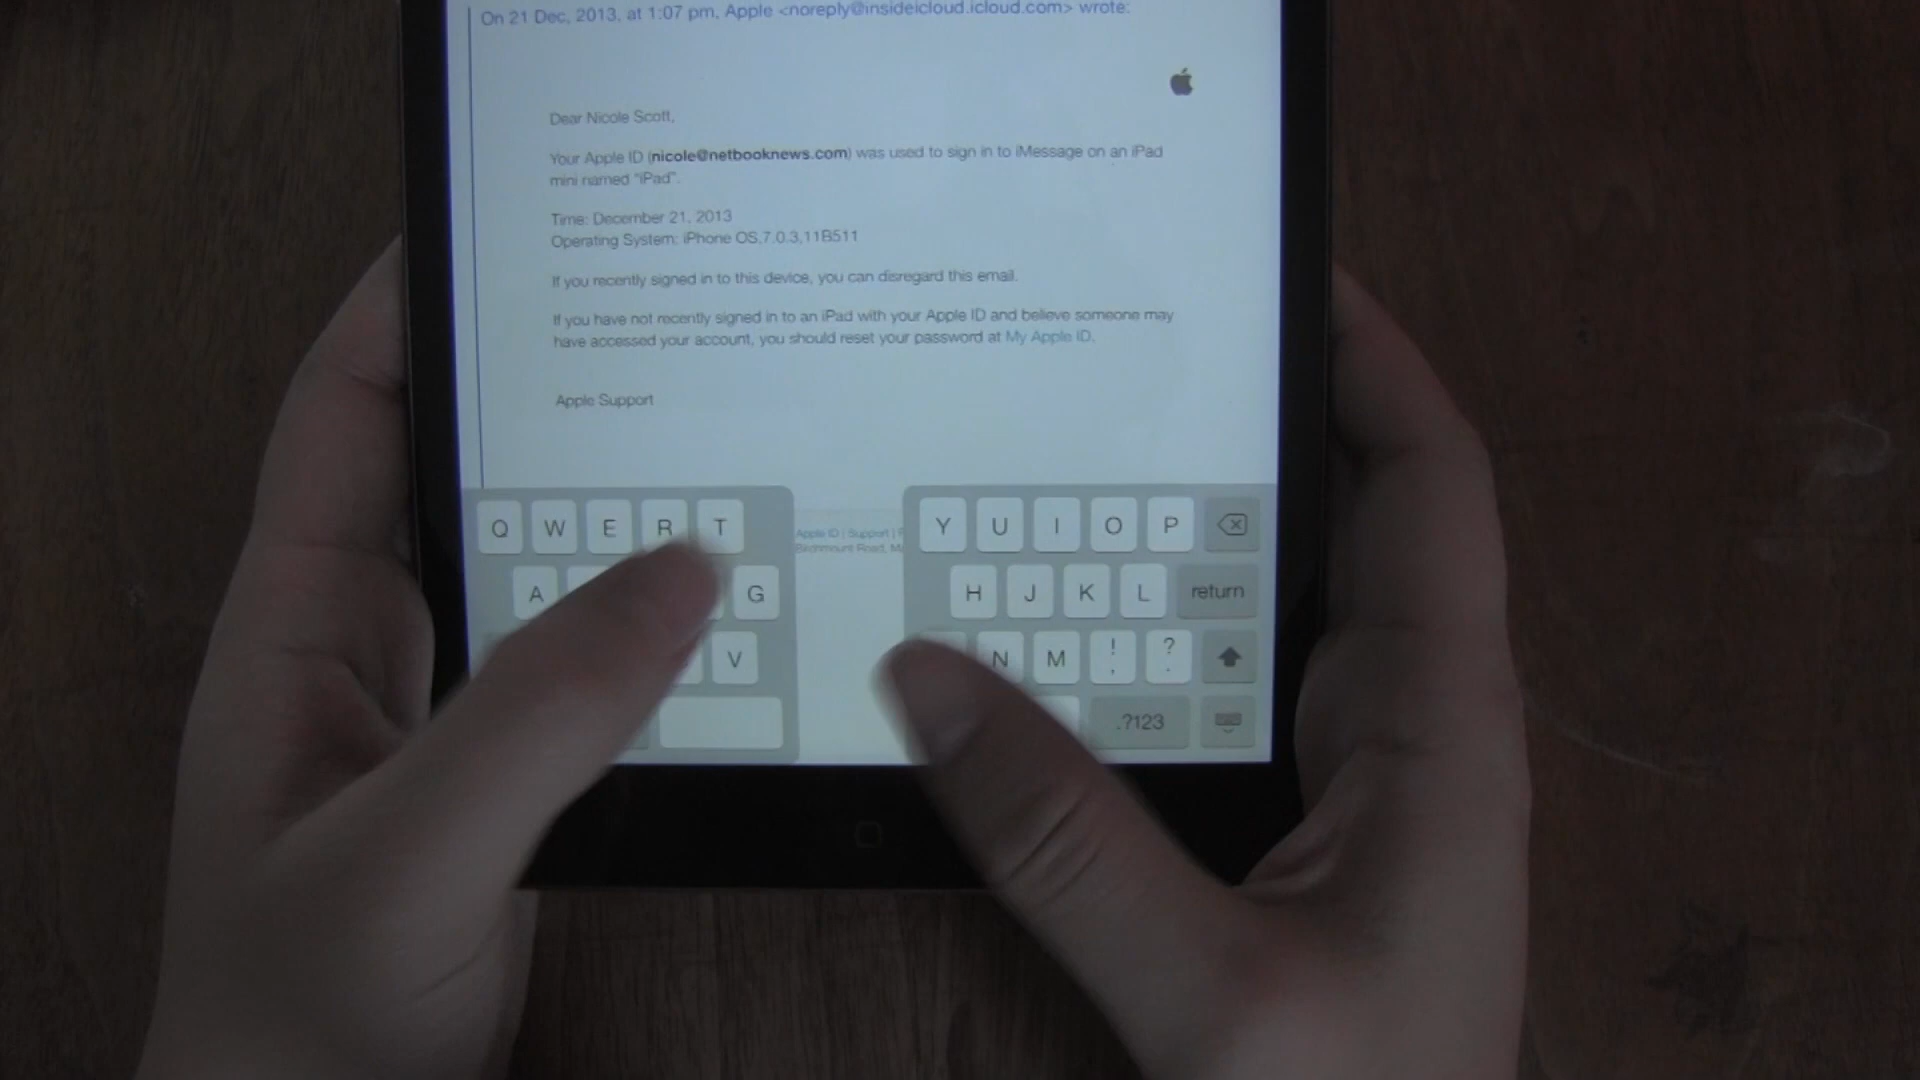 On 21 Dec, 2013, at 1:07 pm, Apple <noreply@insideicloud.icloud.com> wrote:
Dear Nicole Scott,
Your Apple ID (nicole@netbooknews.com) was used to sign in to iMessage on an iPad
mini named "iPad".
Time: December 21, 2013
Operating System: iPhone OS,7.0.3,11B511
If you recently signed in to this device, you can disregard this email.
If you have not recently signed in to an iPad with your Apple ID and believe someone may
have accessed your account, you should reset your password at My Apple ID.
Apple Support
Apple ID | Support |
Birchmount Road,
Q W E R T Y U I O P
A G H J K L return
V N M ! , ? .
.?123